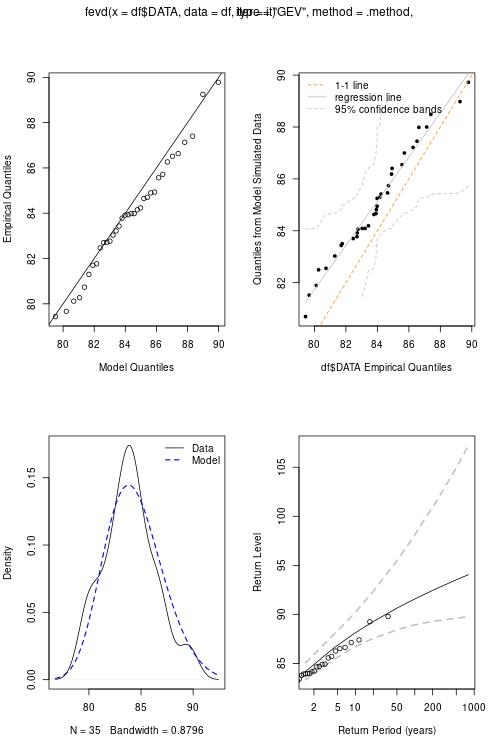 fevd(x = df$DATA, data = df, type = "GEV", method = .method,
80 82 84 86 88 90
80 82 84 86 88 90
Model Quantiles
Empirical Quantiles
1-1 line
regression line
95% confidence bands
82 84 86 88 90
80 82 84 86 88 90
df$DATA Empirical Quantiles
Quantiles from Model Simulated Data
Data
Model
0.00 0.05 0.10 0.15
80 85 90
N = 35 Bandwidth = 0.8796
Density
85 90 95 105
2 5 10 50 200 1000
Return Period (years)
Return Level